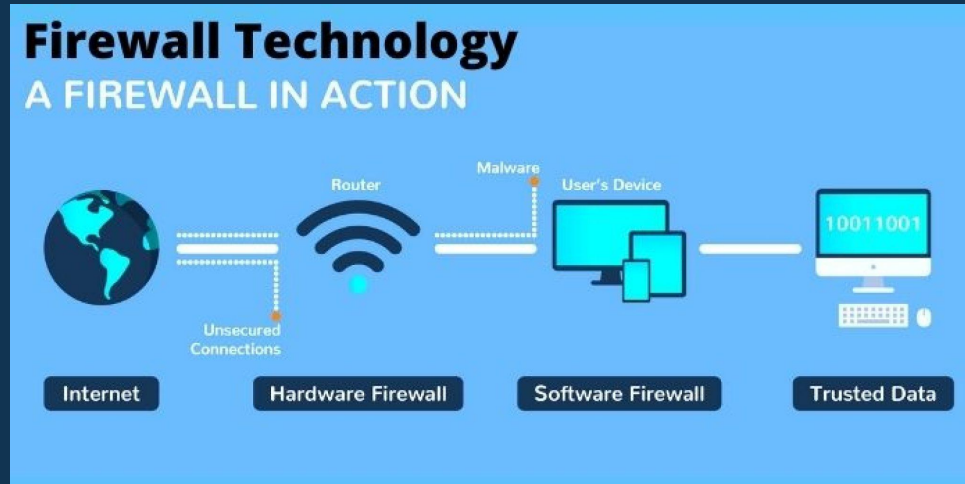 Firewall Technology
A FIREWALL IN ACTION
Malware
Router
User's Device
10011001
Unsecured
Connections
Internet
Hardware Firewall
Software Firewall
Trusted Data